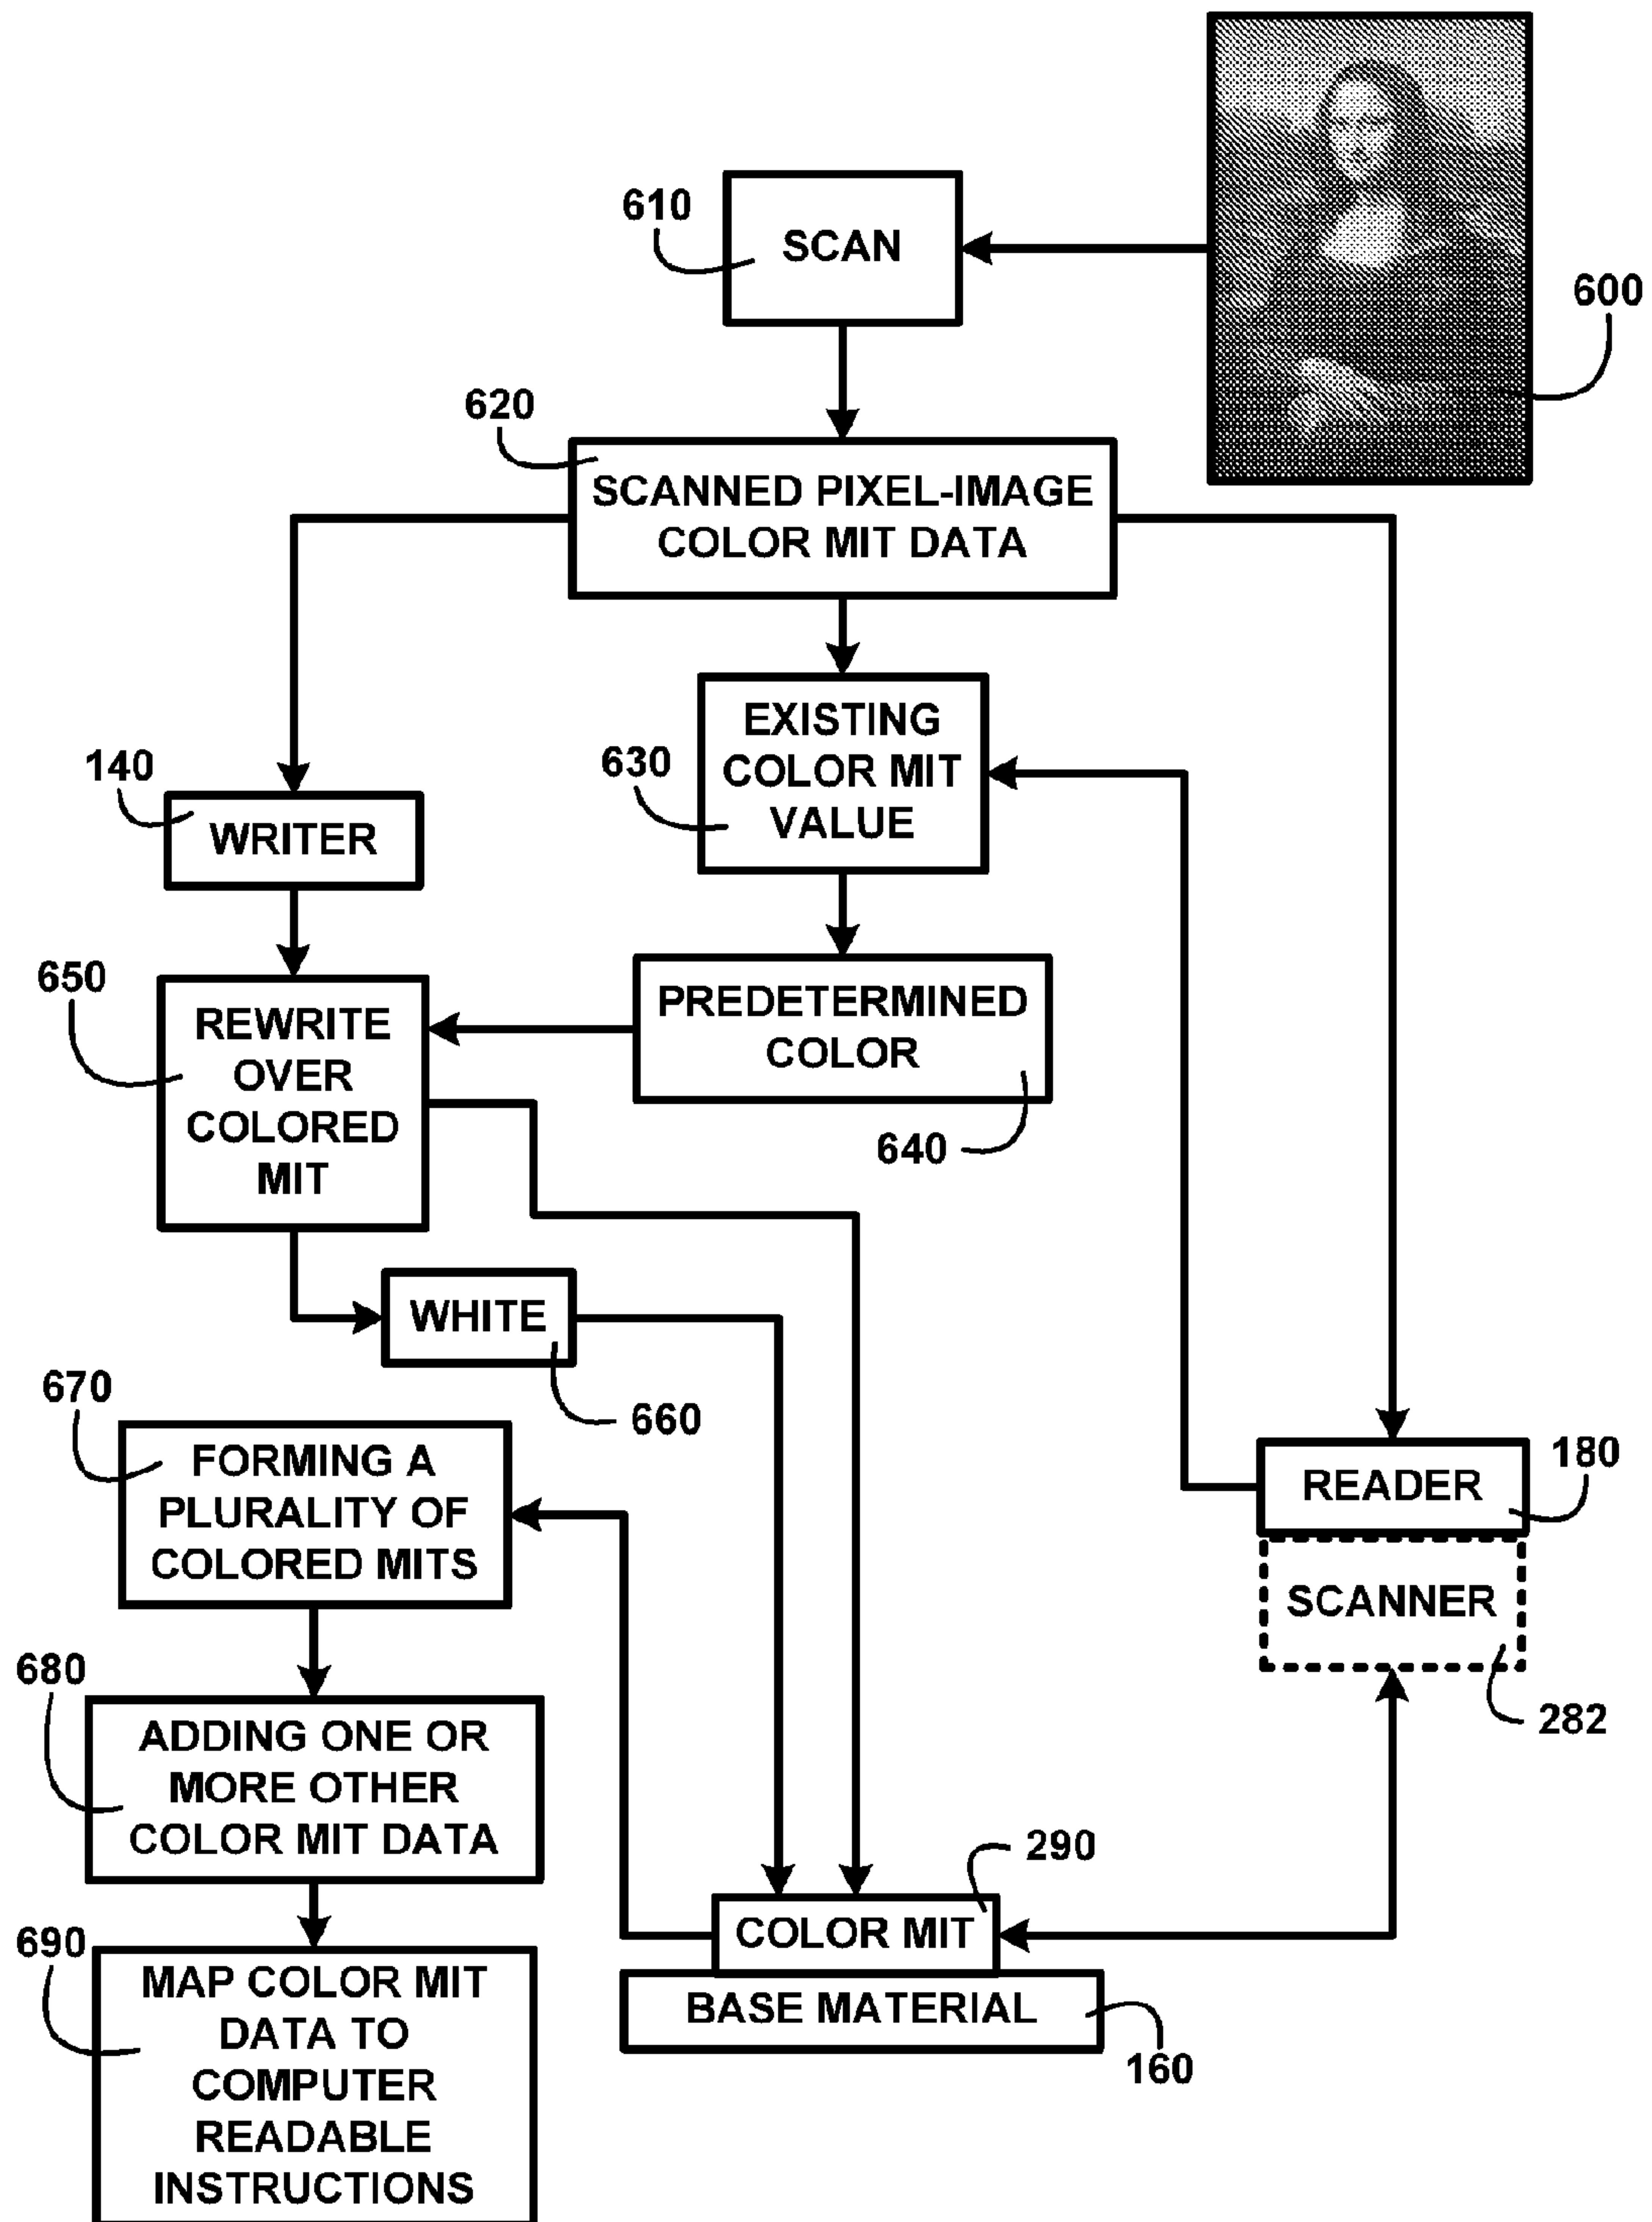 610
SCAN
600
620
SCANNED PIXEL-IMAGE
COLOR MIT DATA
140
WRITER
630
EXISTING
COLOR MIT
VALUE
650
REWRITE
OVER
COLORED
MIT
PREDETERMINED
COLOR
640
WHITE
660
670
FORMING A
PLURALITY OF
COLORED MITS
READER
180
SCANNER
282
680
ADDING ONE OR
MORE OTHER
COLOR MIT DATA
290
COLOR MIT
BASE MATERIAL
160
690
MAP COLOR MIT
DATA TO
COMPUTER
READABLE
INSTRUCTIONS